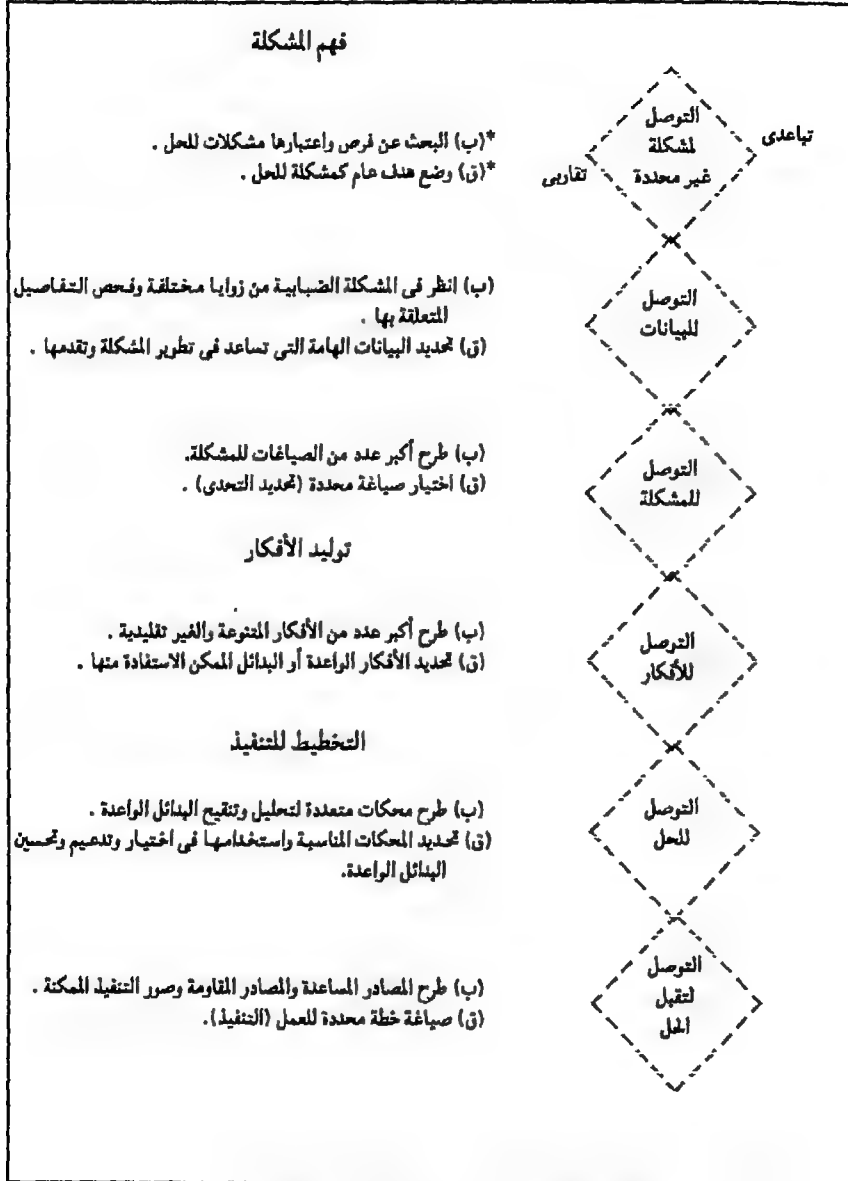 فهم المشكلة
تباعدى
التوصل
لمشكلة
غير محددة
تقاربى
*(ب) البحث عن فرص واعتبارها مشكلات للحل .
*(ق) وضع هدف عام كمشكلة للحل .
التوصل
للبيانات
(ب) انظر فى المشكلة الضبابية من زوايا مختلفة وفحص التفاصيل
المتعلقة بها .
(ق) تحديد البيانات الهامة التى تساعد فى تطوير المشكلة وتقدمها .
التوصل
للمشكلة
(ب) طرح أكبر عدد من الصياغات للمشكلة.
(ق) اختيار صياغة محددة (تحديد التحدى) .
توليد الأفكار
التوصل
للأفكار
(ب) طرح أكبر عدد من الأفكار المتنوعة والغير تقليدية .
(ق) تحديد الأفكار الواعدة أو البدائل الممكن الاستفادة منها .
التخطيط للتنفيذ
التوصل
للحل
(ب) طرح محكات متعددة لتحليل وتنقيح البدائل الواعدة .
(ق) تحديد المحكات المناسبة واستخدامها فى اختيار وتدعيم وتحسين
البدائل الواعدة.
التوصل
لتقبل
الحل
(ب) طرح المصادر المساعدة والمصادر المقاومة وصور التنفيذ الممكنة .
(ق) صياغة خطة محددة للعمل (التنفيذ).